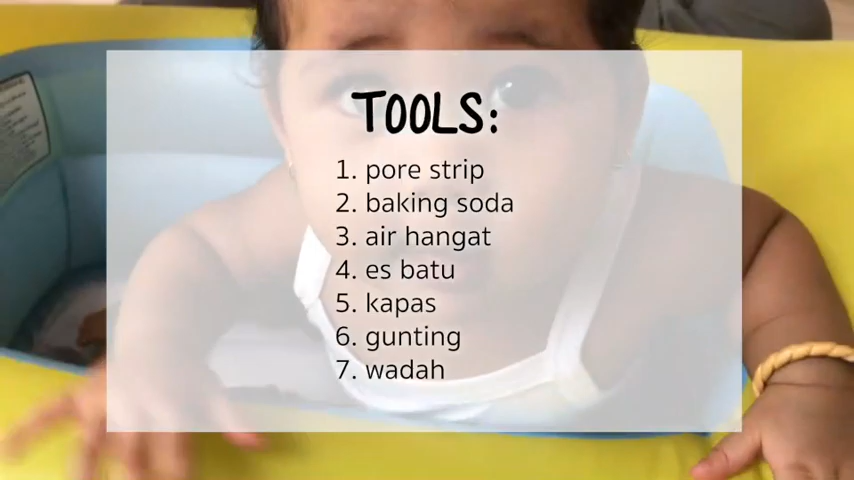 TOOLS:
1. pore strip
2. baking soda
3. air hangat
4. es batu
5. kapas
6. gunting
7. wadah